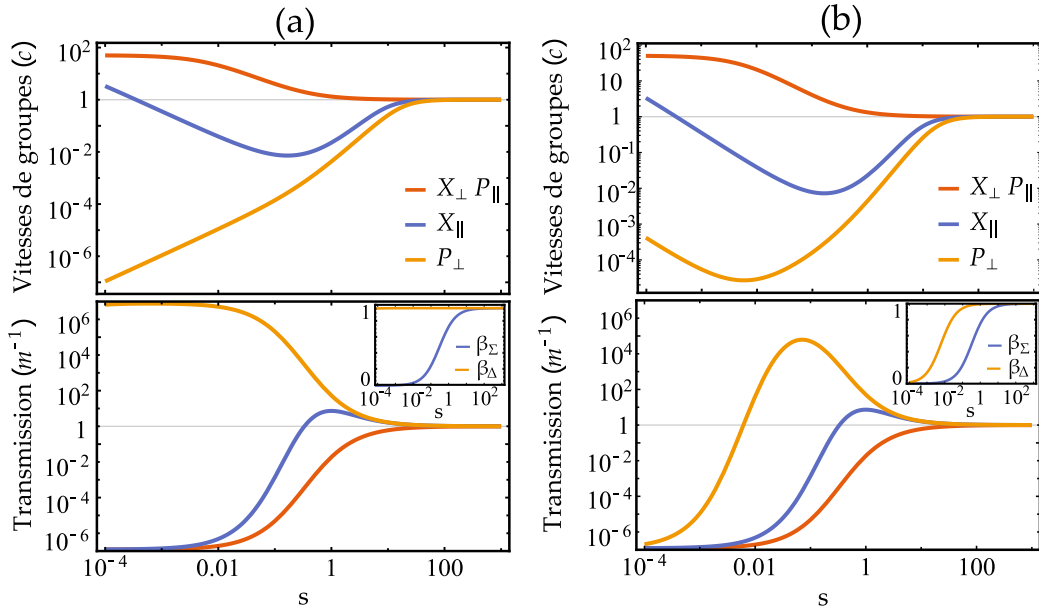 (a)
Vitesses de groupes (c)
10^2
1
10^-2
10^-4
10^-6
X⊥ P∥
X∥
P⊥
Transmission (m^-1)
10^6
10^4
10^2
1
10^-2
10^-4
10^-6
10^-4
0.01
1
100
s
1
0
10^-4
10^-2
1
10^2
s
βΣ
βΔ
(b)
Vitesses de groupes (c)
10^2
10
1
10^-1
10^-2
10^-3
10^-4
X⊥ P∥
X∥
P⊥
Transmission (m^-1)
10^6
10^4
10^2
1
10^-2
10^-4
10^-6
10^-4
0.01
1
100
s
1
0
10^-4
10^-2
1
10^2
s
βΣ
βΔ